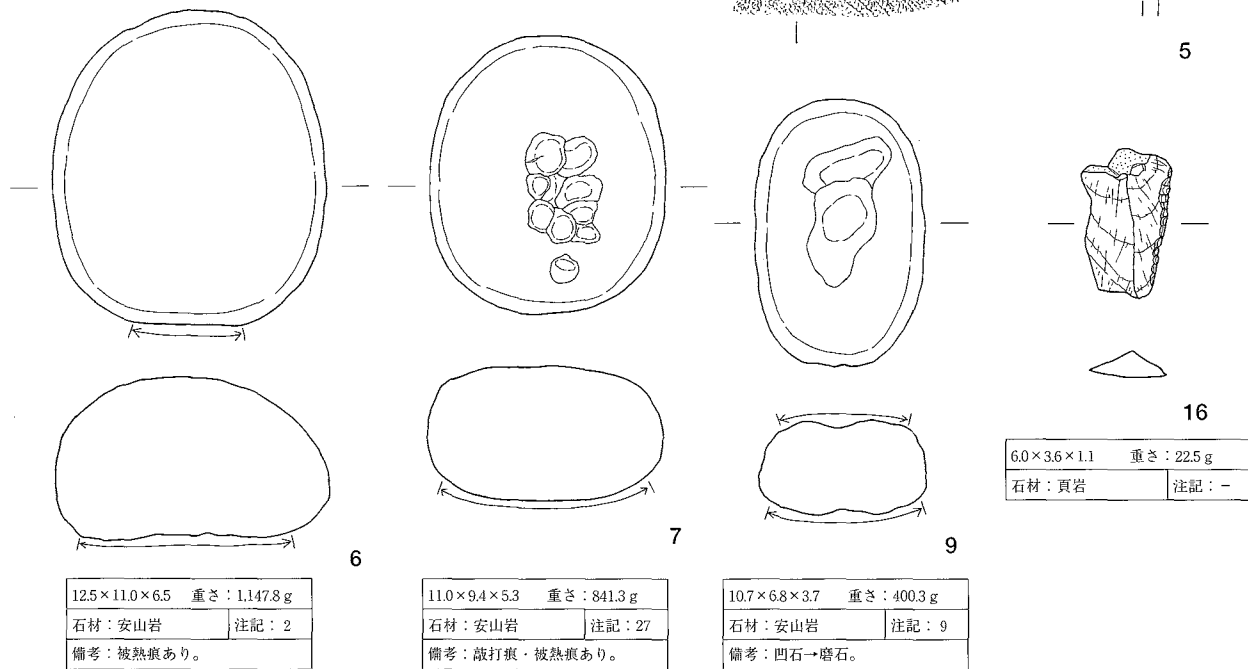 5
6
12.5×11.0×6.5 重さ:1,147.8 g
石材:安山岩 注記:2
備考:被熱痕あり。
7
11.0×9.4×5.3 重さ:841.3 g
石材:安山岩 注記:27
備考:敲打痕・被熱痕あり。
9
10.7×6.8×3.7 重さ:400.3 g
石材:安山岩 注記:9
備考:凹石→磨石。
16
6.0×3.6×1.1 重さ:22.5 g
石材:頁岩 注記:−